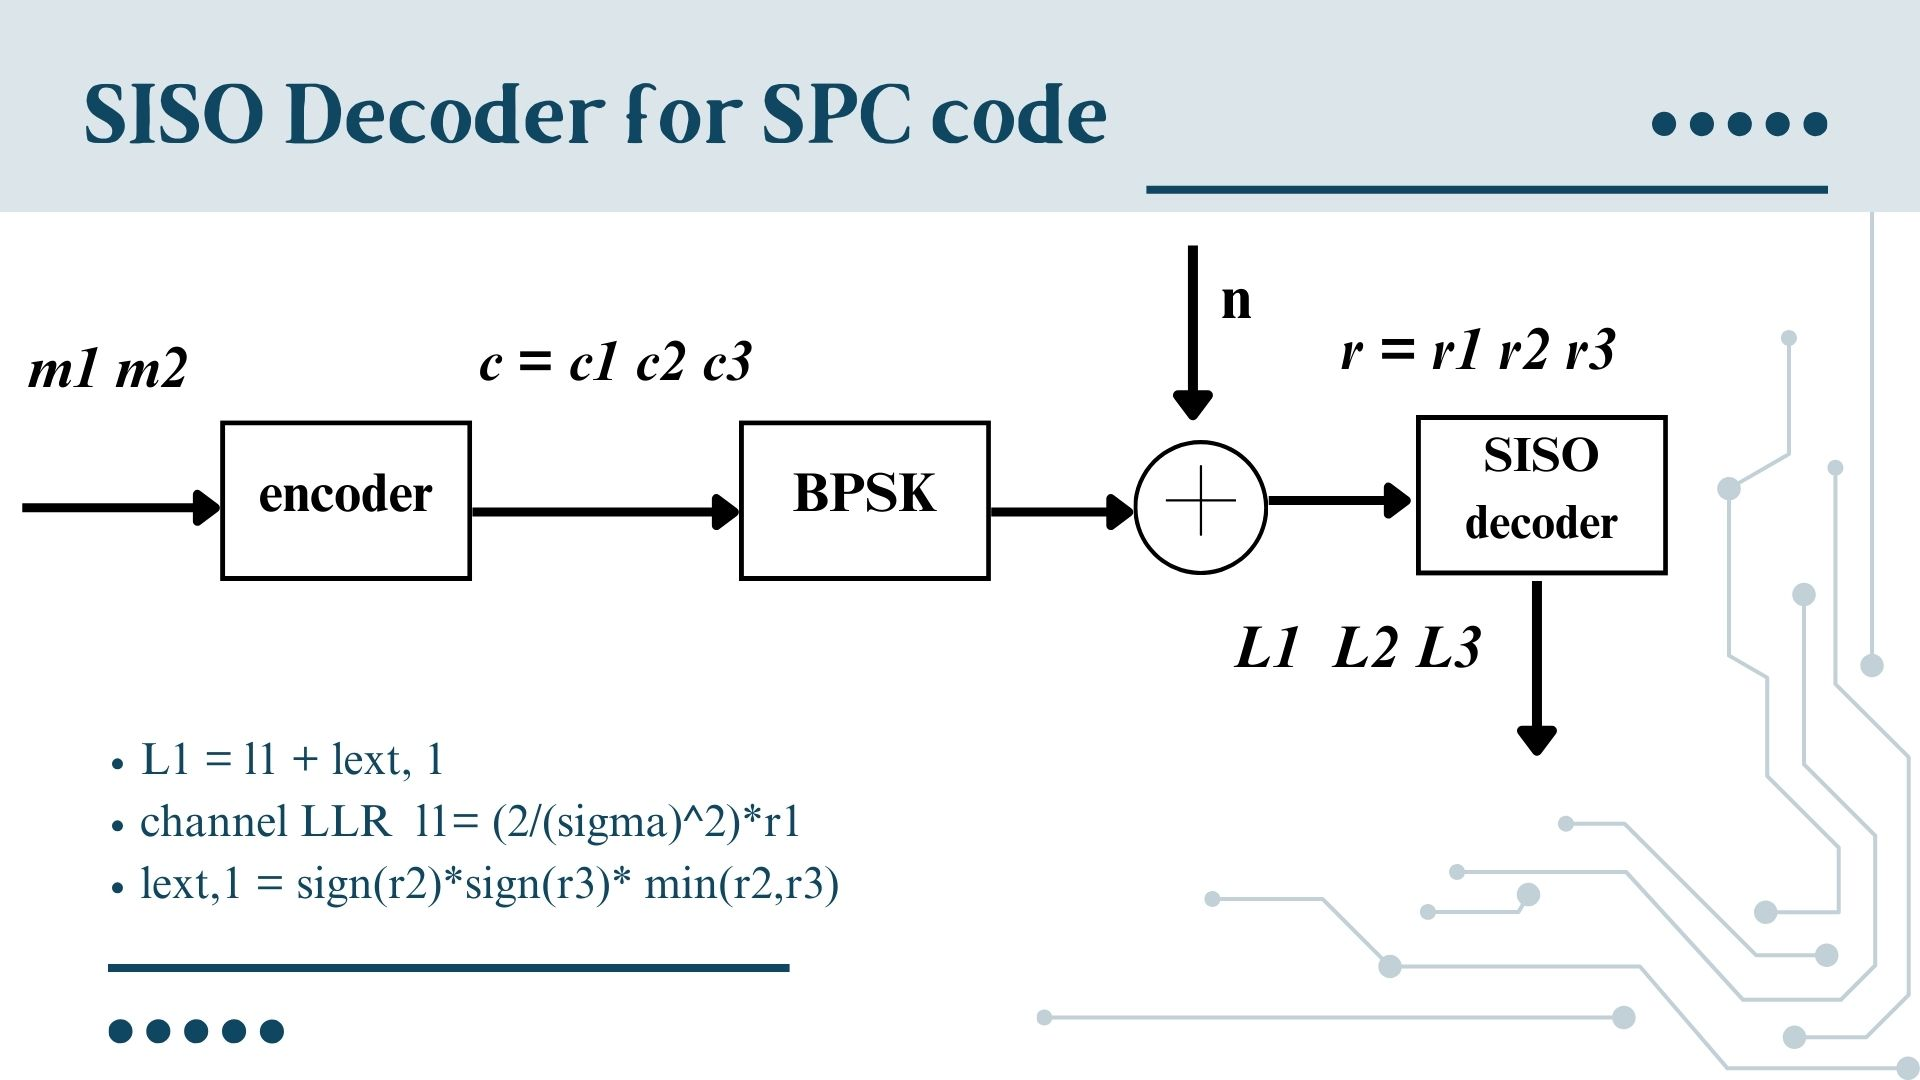 SISO Decoder for SPC code
n
m1 m2
c = c1 c2 c3
r = r1 r2 r3
encoder
BPSK
SISO
decoder
L1 L2 L3
• L1 = l1 + lext, 1
• channel LLR l1= (2/(sigma)^2)*r1
• lext,1 = sign(r2)*sign(r3)* min(r2,r3)